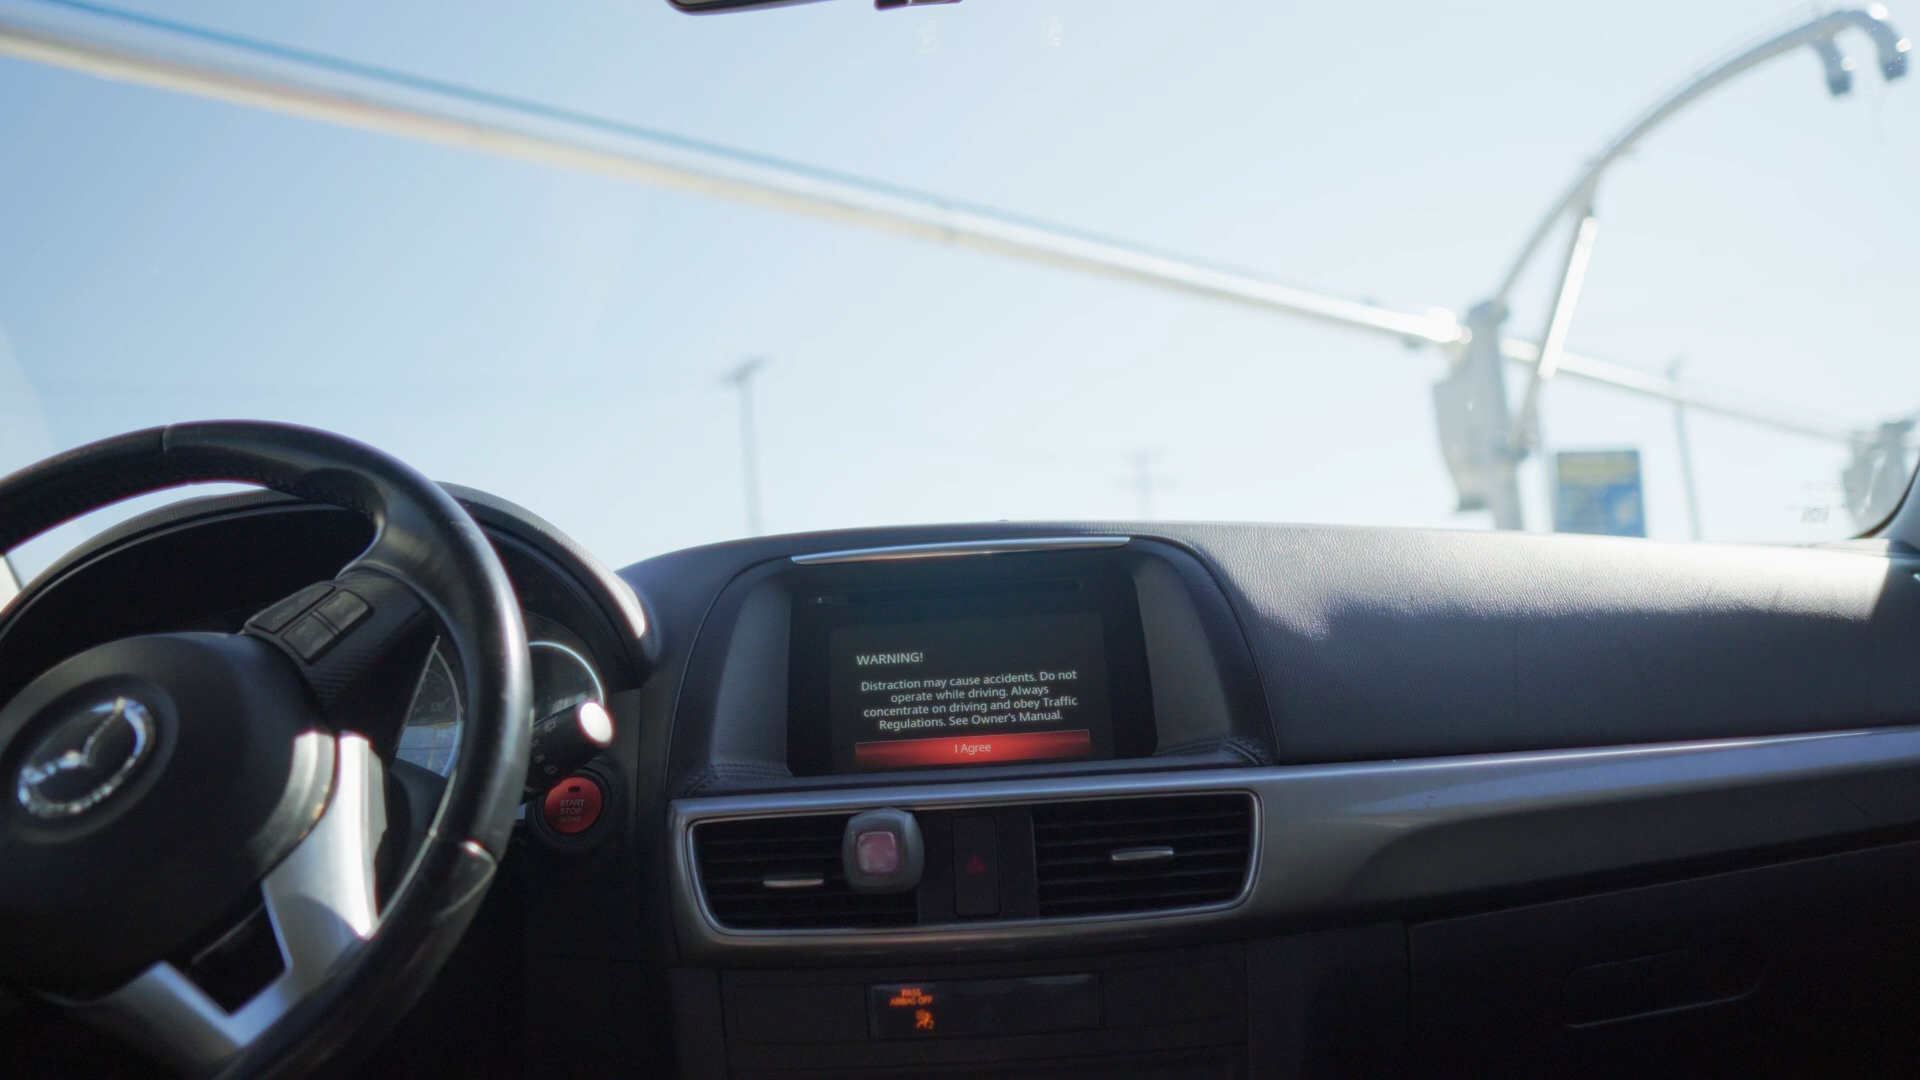 WARNING!
Distraction may cause accidents. Do not
operate while driving. Always
concentrate on driving and obey Traffic
Regulations. See Owner's Manual.
I Agree
START
STOP
ENGINE
PASS
AIRBAG OFF